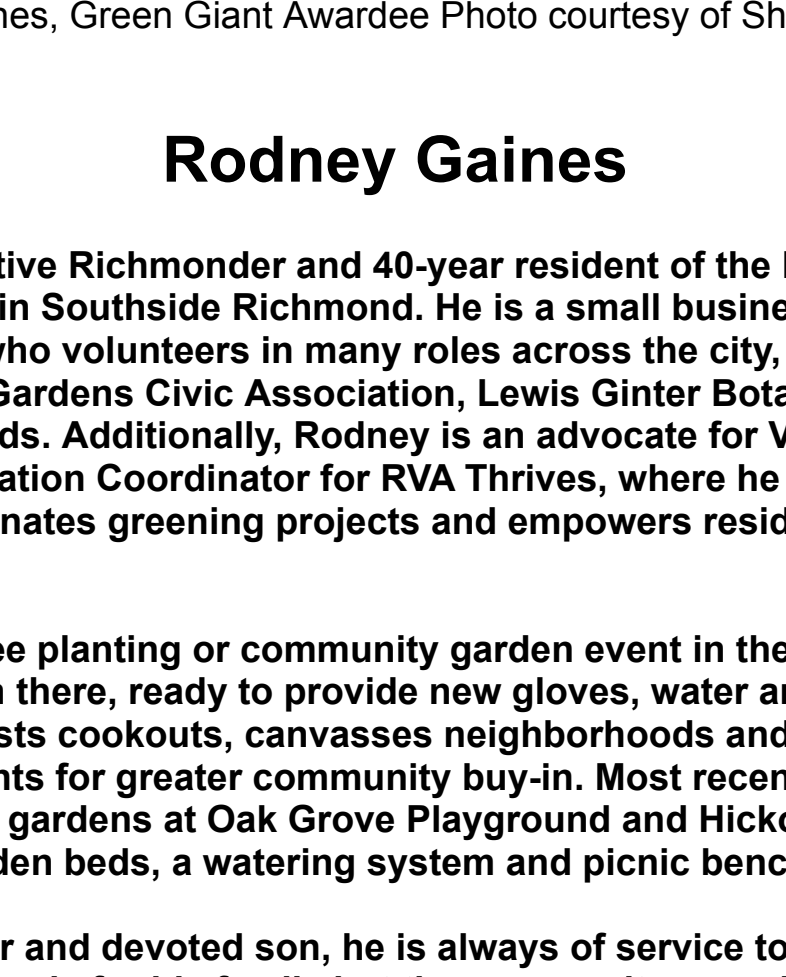 nes, Green Giant Awardee Photo courtesy of Sh
Rodney Gaines
tive Richmonder and 40-year resident of the
in Southside Richmond. He is a small busine
who volunteers in many roles across the city,
Gardens Civic Association, Lewis Ginter Bota
ds. Additionally, Rodney is an advocate for V
ation Coordinator for RVA Thrives, where he
nates greening projects and empowers resid
ee planting or community garden event in the
there, ready to provide new gloves, water a
sts cookouts, canvasses neighborhoods and
nts for greater community buy-in. Most recen
gardens at Oak Grove Playground and Hicko
den beds, a watering system and picnic benc
r and devoted son, he is always of service to